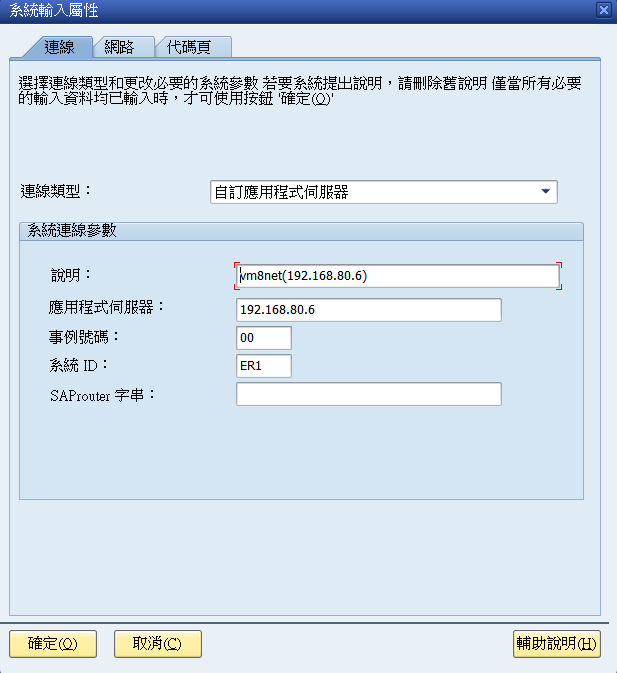 系統輸入屬性
連線 網路 代碼頁
選擇連線類型和更改必要的系統參數 若要系統提出說明，請刪除舊說明 僅當所有必要
的輸入資料均已輸入時，才可使用按鈕 '確定(O)'
連線類型： 自訂應用程式伺服器
系統連線參數
說明： vm8net(192.168.80.6)
應用程式伺服器： 192.168.80.6
事例號碼： 00
系統 ID： ER1
SAProuter 字串：
確定(O) 取消(C) 輔助說明(H)